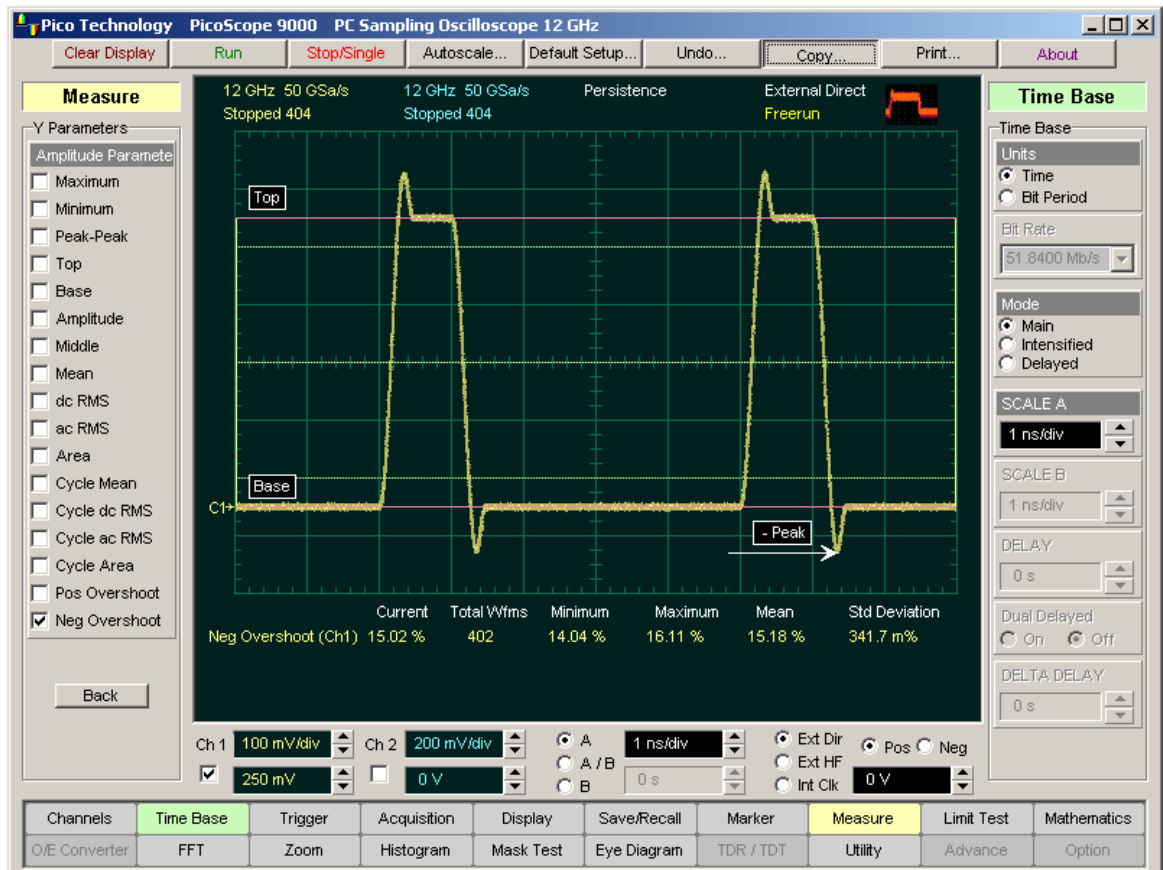 Pico Technology PicoScope 9000 PC Sampling Oscilloscope 12 GHz
Clear Display Run Stop/Single Autoscale... Default Setup... Undo... Copy... Print... About
Measure
Y Parameters
Amplitude Paramete
Maximum
Minimum
Peak-Peak
Top
Base
Amplitude
Middle
Mean
dc RMS
ac RMS
Area
Cycle Mean
Cycle dc RMS
Cycle ac RMS
Cycle Area
Pos Overshoot
Neg Overshoot
Back
12 GHz 50 GSa/s 12 GHz 50 GSa/s Persistence External Direct
Stopped 404 Stopped 404 Freerun
Top
Base
C1
- Peak
Current Total Wfms Minimum Maximum Mean Std Deviation
Neg Overshoot (Ch1) 15.02 % 402 14.04 % 16.11 % 15.18 % 341.7 m%
Time Base
Time Base
Units
Time
Bit Period
Bit Rate
51.8400 Mb/s
Mode
Main
Intensified
Delayed
SCALE A
1 ns/div
SCALE B
1 ns/div
DELAY
0 s
Dual Delayed
On Off
DELTA DELAY
0 s
Ch 1 100 mV/div Ch 2 200 mV/div A 1 ns/div Ext Dir Pos Neg
A / B Ext HF
250 mV 0 V B 0 s Int Clk 0 V
Channels Time Base Trigger Acquisition Display Save/Recall Marker Measure Limit Test Mathematics
O/E Converter FFT Zoom Histogram Mask Test Eye Diagram TDR / TDT Utility Advance Option